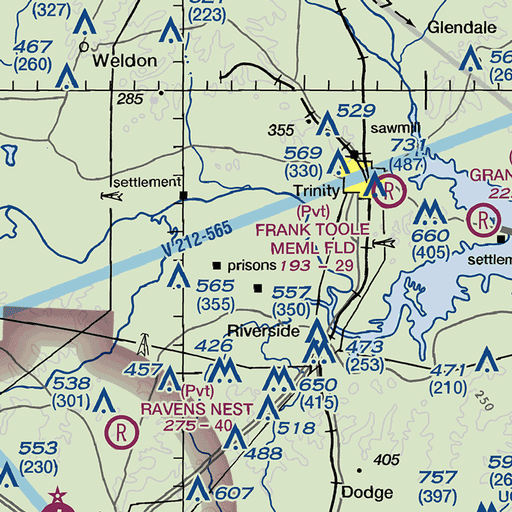 (327)
(223)
467
(260)
Weldon
285
Glendale
529
355
sawmill
569
(330)
731
(487)
Trinity
settlement
(Pvt)
FRANK TOOLE
MEML FLD
193 - 29
R
R
GRAN
22
660
(405)
settlem
V 212-565
prisons
565
(355)
557
(350)
Riverside
426
473
(253)
457
(Pvt)
RAVENS NEST
275 - 40
650
(415)
471
(210)
250
538
(301)
R
518
488
553
(230)
405
757
(397)
607
Dodge